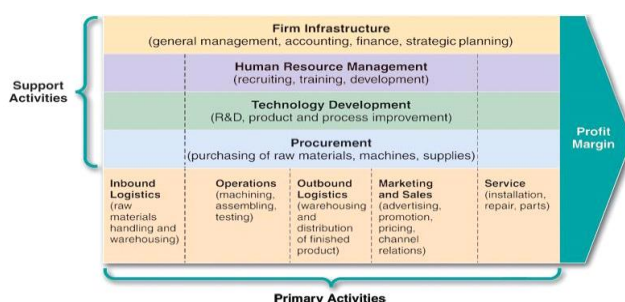 Firm Infrastructure
(general management, accounting, finance, strategic planning)
Human Resource Management
(recruiting, training, development)
Support
Activities
Technology Development
(R&D, product and process improvement)
Procurement
(purchasing of raw materials, machines, supplies)
Profit
Margin
Inbound
Logistics
(raw
materials
handling and
warehousing)
Operations
(machining,
assembling,
testing)
Outbound
Logistics
(warehousing
and
distribution
of finished
product)
Marketing
and Sales
(advertising,
promotion,
pricing,
channel
relations)
Service
(installation,
repair, parts)
Primary Activities